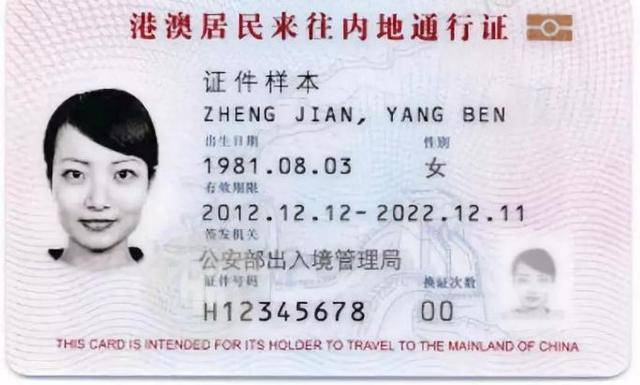 港澳居民来往内地通行证
证件样本
ZHENG JIAN, YANG BEN
出生日期 性别
1981.08.03 女
有效期限
2012.12.12-2022.12.11
签发机关
公安部出入境管理局
证件号码 换证次数
H12345678 00
THIS CARD IS INTENDED FOR ITS HOLDER TO TRAVEL TO THE MAINLAND OF CHINA